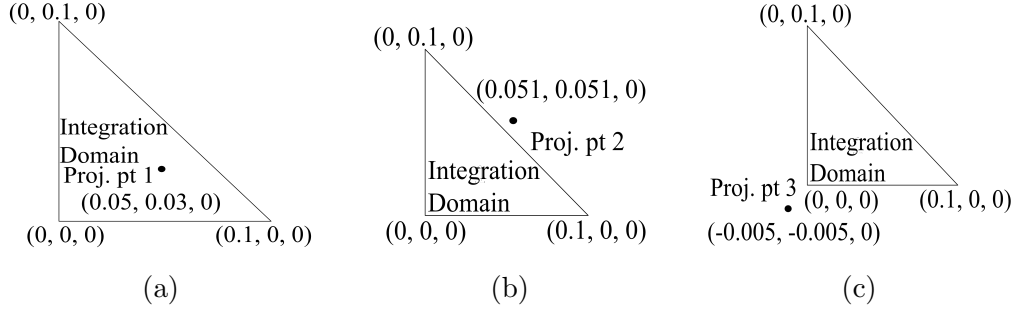 (0, 0.1, 0)
Integration
Domain
Proj. pt 1
(0.05, 0.03, 0)
(0, 0, 0)
(0.1, 0, 0)
(a)
(0, 0.1, 0)
(0.051, 0.051, 0)
Proj. pt 2
Integration
Domain
(0, 0, 0)
(0.1, 0, 0)
(b)
(0, 0.1, 0)
Integration
Domain
Proj. pt 3
(0, 0, 0)
(0.1, 0, 0)
(-0.005, -0.005, 0)
(c)